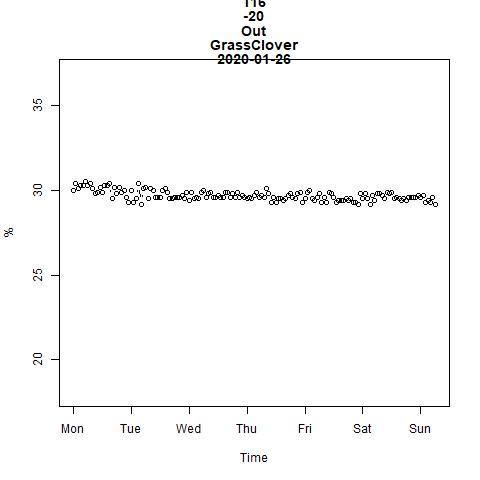 T16
-20
Out
GrassClover
2020-01-26
35
30
25
20
%
Mon Tue Wed Thu Fri Sat Sun
Time